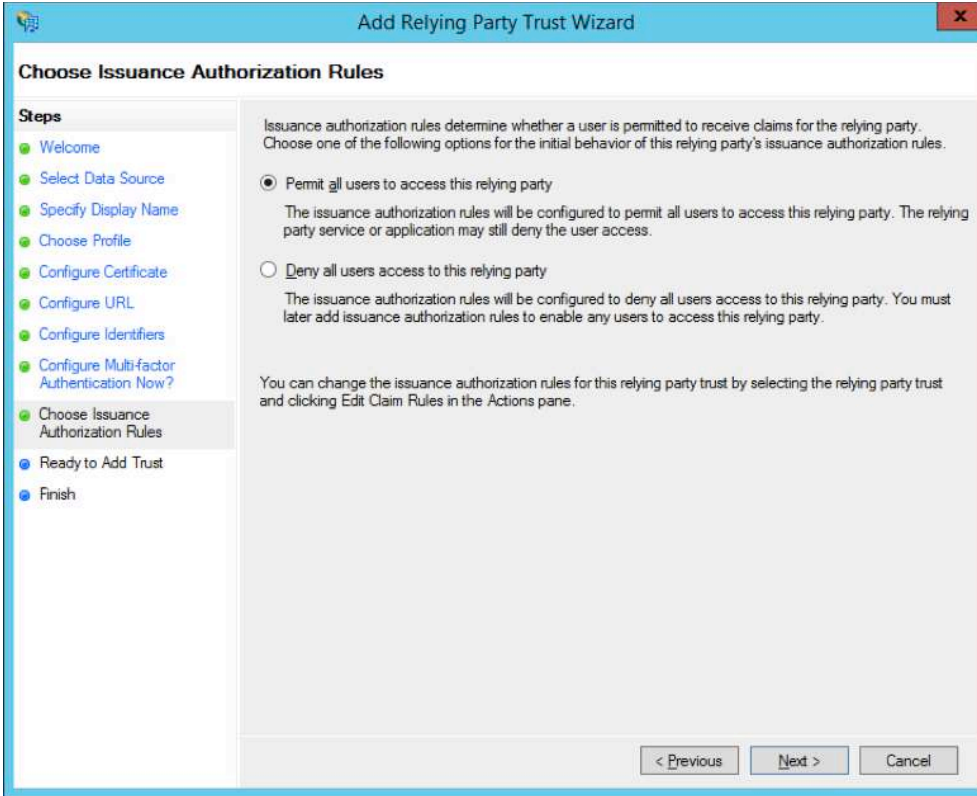 Add Relying Party Trust Wizard
x
Choose Issuance Authorization Rules
Steps
Welcome
Select Data Source
Specify Display Name
Choose Profile
Configure Certificate
Configure URL
Configure Identifiers
Configure Multi-factor
Authentication Now?
Choose Issuance
Authorization Rules
Ready to Add Trust
Finish
Issuance authorization rules determine whether a user is permitted to receive claims for the relying party.
Choose one of the following options for the initial behavior of this relying party's issuance authorization rules.
Permit all users to access this relying party
The issuance authorization rules will be configured to permit all users to access this relying party. The relying
party service or application may still deny the user access.
Deny all users access to this relying party
The issuance authorization rules will be configured to deny all users access to this relying party. You must
later add issuance authorization rules to enable any users to access this relying party.
You can change the issuance authorization rules for this relying party trust by selecting the relying party trust
and clicking Edit Claim Rules in the Actions pane.
< Previous
Next >
Cancel